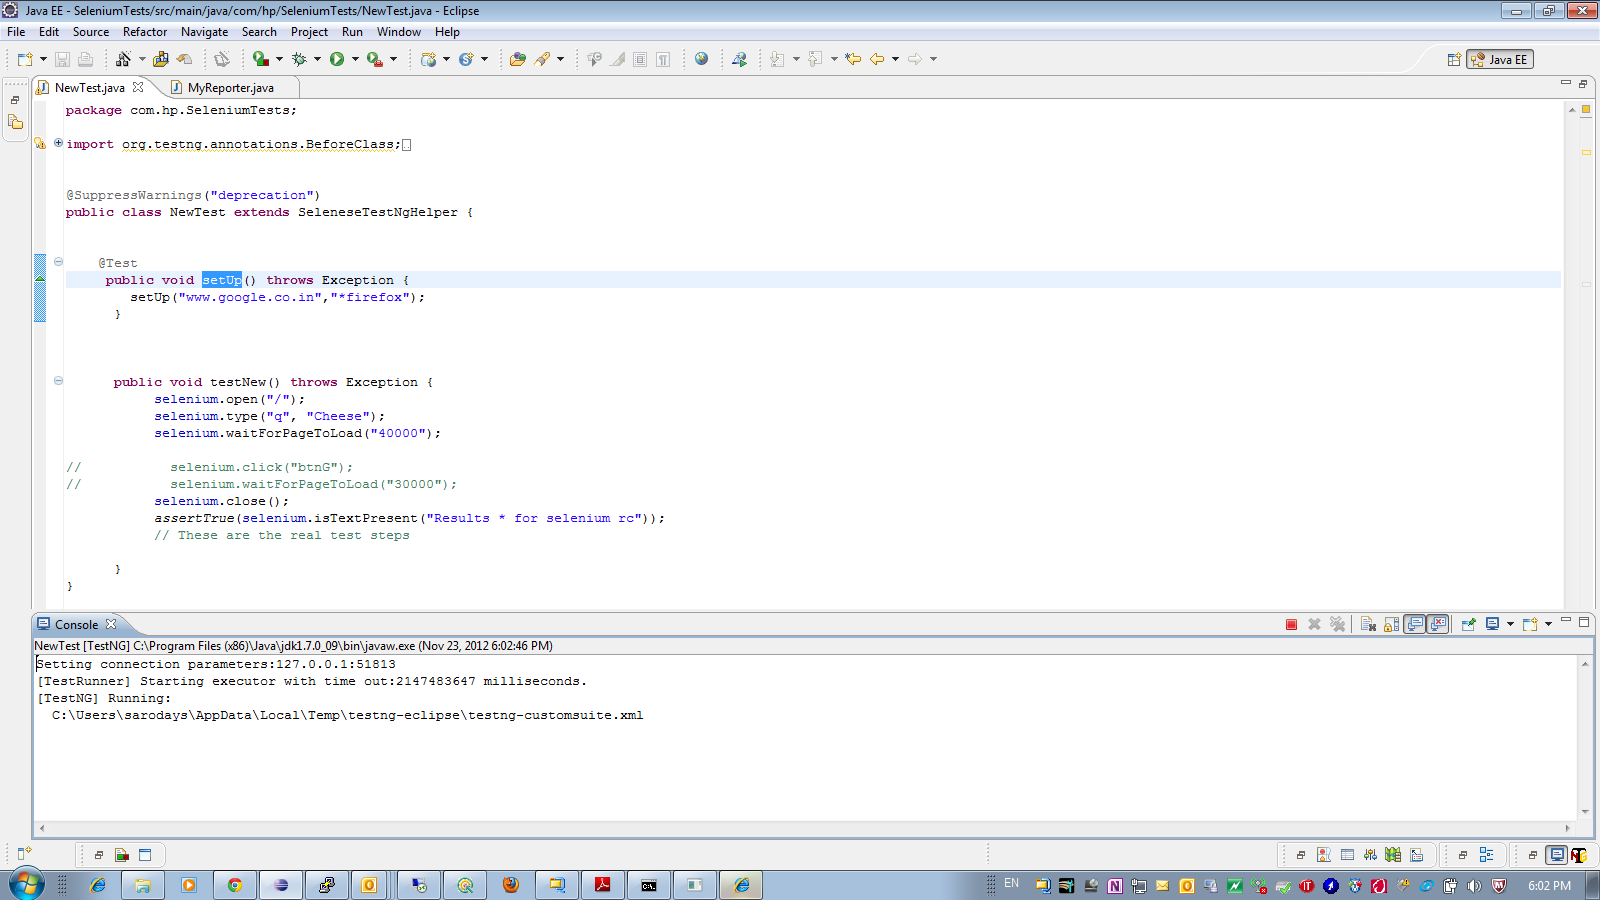 Java EE - SeleniumTests/src/main/java/com/hp/SeleniumTests/NewTest.java - Eclipse
File Edit Source Refactor Navigate Search Project Run Window Help
Java EE
NewTest.java MyReporter.java
package com.hp.SeleniumTests;
import org.testng.annotations.BeforeClass;
@SuppressWarnings("deprecation")
public class NewTest extends SeleneseTestNgHelper {
@Test
public void setUp() throws Exception {
setUp("www.google.co.in","*firefox");
}
public void testNew() throws Exception {
selenium.open("/");
selenium.type("q", "Cheese");
selenium.waitForPageToLoad("40000");
// selenium.click("btnG");
// selenium.waitForPageToLoad("30000");
selenium.close();
assertTrue(selenium.isTextPresent("Results * for selenium rc"));
// These are the real test steps
}
}
Console
NewTest [TestNG] C:\Program Files (x86)\Java\jdk1.7.0_09\bin\javaw.exe (Nov 23, 2012 6:02:46 PM)
Setting connection parameters:127.0.0.1:51813
[TestRunner] Starting executor with time out:2147483647 milliseconds.
[TestNG] Running:
C:\Users\sarodays\AppData\Local\Temp\testng-eclipse\testng-customsuite.xml
EN
6:02 PM